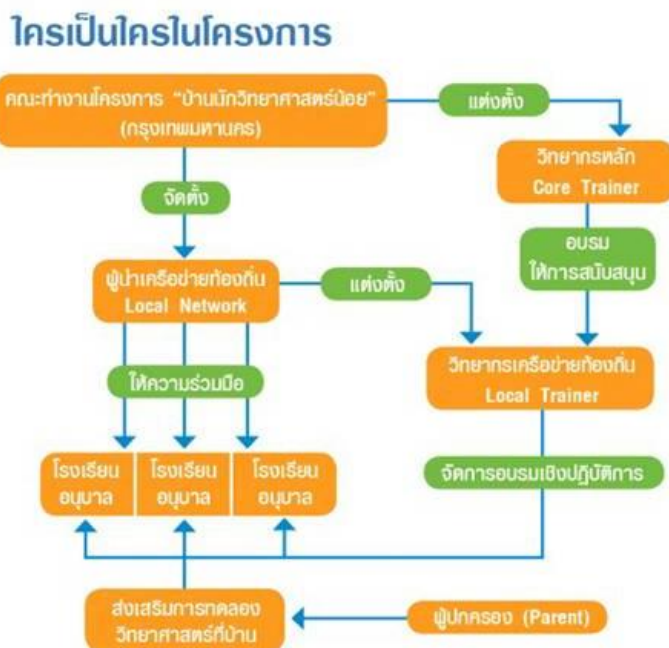 ใครเป็นใครในโครงการ
คณะทำงานโครงการ “บ้านนักวิทยาศาสตร์น้อย”
(กรุงเทพมหานคร)
แต่งตั้ง
วิทยากรหลัก
Core Trainer
จัดตั้ง
อบรม
ให้การสนับสนุน
ผู้นำเครือข่ายท้องถิ่น
Local Network
แต่งตั้ง
วิทยากรเครือข่ายท้องถิ่น
Local Trainer
ให้ความร่วมมือ
โรงเรียน
อนุบาล
โรงเรียน
อนุบาล
โรงเรียน
อนุบาล
จัดการอบรมเชิงปฏิบัติการ
ส่งเสริมการทดลอง
วิทยาศาสตร์ที่บ้าน
ผู้ปกครอง (Parent)